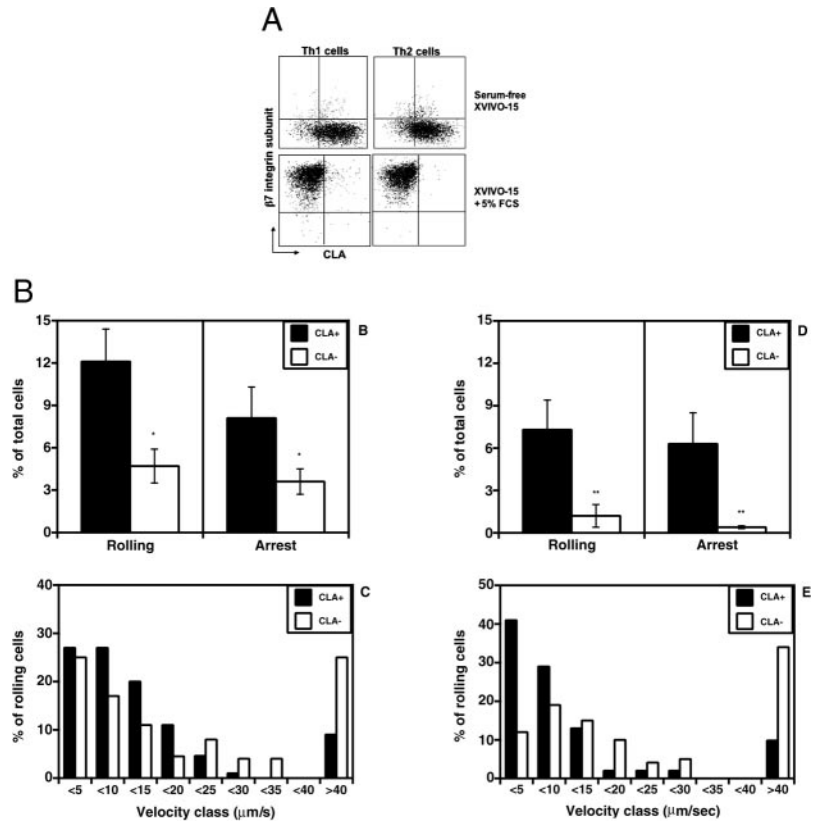 A
Th1 cells Th2 cells
Serum-free
XVIVO-15
β7 integrin subunit
XVIVO-15
+5% FCS
CLA
B
B
CLA+
CLA-
% of total cells
15
12
9
6
3
0
*
*
Rolling Arrest
D
CLA+
CLA-
% of total cells
15
12
9
6
3
0
**
**
Rolling Arrest
C
CLA+
CLA-
% of rolling cells
40
30
20
10
0
<5 <10 <15 <20 <25 <30 <35 <40 >40
Velocity class (μm/s)
E
CLA+
CLA-
% of rolling cells
50
40
30
20
10
0
<5 <10 <15 <20 <25 <30 <35 <40 >40
Velocity class (μm/sec)